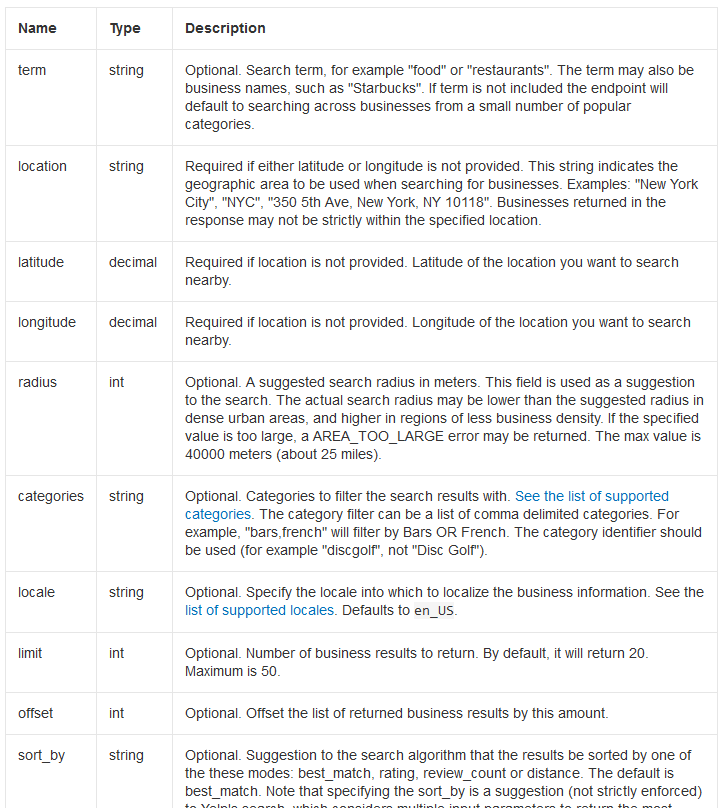 Name Type Description
term string Optional. Search term, for example "food" or "restaurants". The term may also be
business names, such as "Starbucks". If term is not included the endpoint will
default to searching across businesses from a small number of popular
categories.
location string Required if either latitude or longitude is not provided. This string indicates the
geographic area to be used when searching for businesses. Examples: "New York
City", "NYC", "350 5th Ave, New York, NY 10118". Businesses returned in the
response may not be strictly within the specified location.
latitude decimal Required if location is not provided. Latitude of the location you want to search
nearby.
longitude decimal Required if location is not provided. Longitude of the location you want to search
nearby.
radius int Optional. A suggested search radius in meters. This field is used as a suggestion
to the search. The actual search radius may be lower than the suggested radius in
dense urban areas, and higher in regions of less business density. If the specified
value is too large, a AREA_TOO_LARGE error may be returned. The max value is
40000 meters (about 25 miles).
categories string Optional. Categories to filter the search results with. See the list of supported
categories. The category filter can be a list of comma delimited categories. For
example, "bars,french" will filter by Bars OR French. The category identifier should
be used (for example "discgolf", not "Disc Golf").
locale string Optional. Specify the locale into which to localize the business information. See the
list of supported locales. Defaults to en_US.
limit int Optional. Number of business results to return. By default, it will return 20.
Maximum is 50.
offset int Optional. Offset the list of returned business results by this amount.
sort_by string Optional. Suggestion to the search algorithm that the results be sorted by one of
the these modes: best_match, rating, review_count or distance. The default is
best_match. Note that specifying the sort_by is a suggestion (not strictly enforced)
to Yelp's search, which considers multiple input parameters to return the most